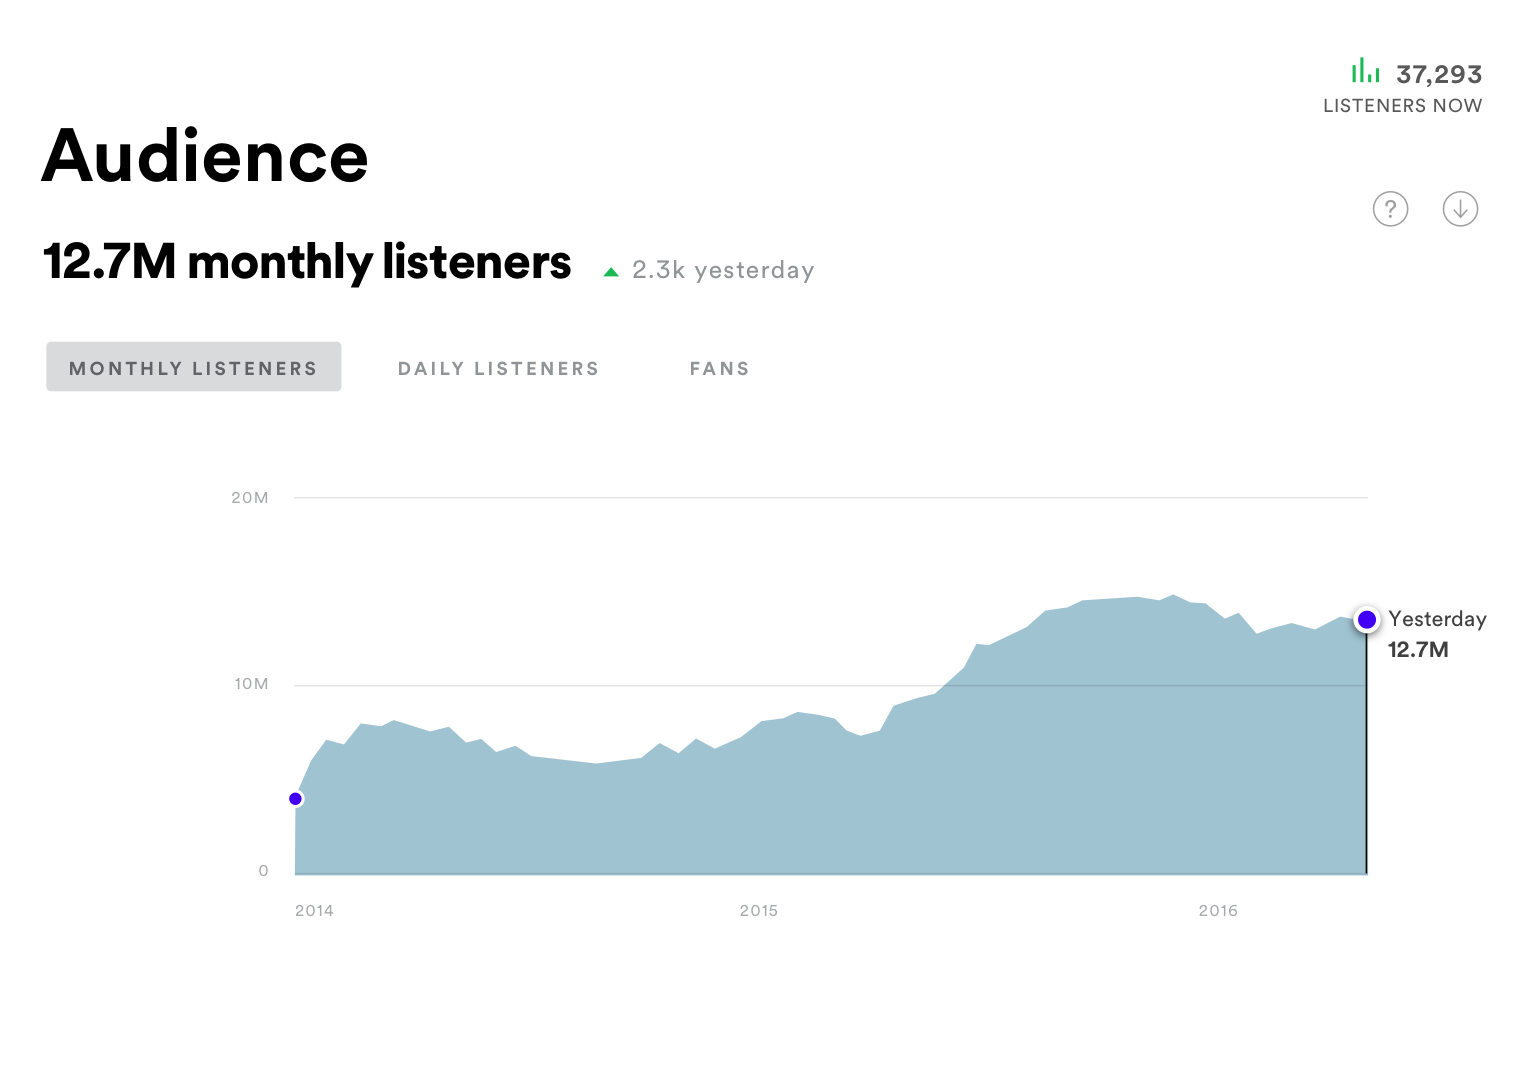 37,293
LISTENERS NOW
Audience
?
12.7M monthly listeners 2.3k yesterday
MONTHLY LISTENERS DAILY LISTENERS FANS
20M
Yesterday
12.7M
10M
0
2014 2015 2016